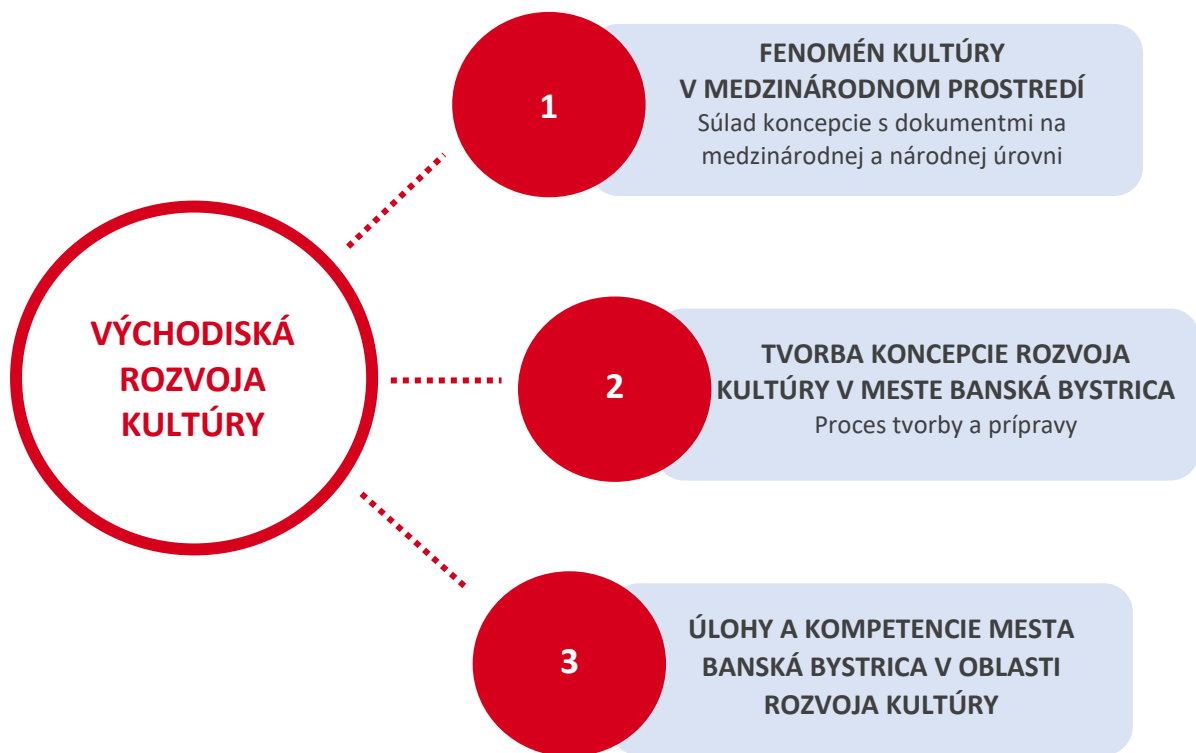 VÝCHODISKÁ
ROZVOJA
KULTÚRY
1
FENOMÉN KULTÚRY
V MEDZINÁRODNOM PROSTREDÍ
Súlad koncepcie s dokumentmi na
medzinárodnej a národnej úrovni
2
TVORBA KONCEPCIE ROZVOJA
KULTÚRY V MESTE BANSKÁ BYSTRICA
Proces tvorby a prípravy
3
ÚLOHY A KOMPETENCIE MESTA
BANSKÁ BYSTRICA V OBLASTI
ROZVOJA KULTÚRY